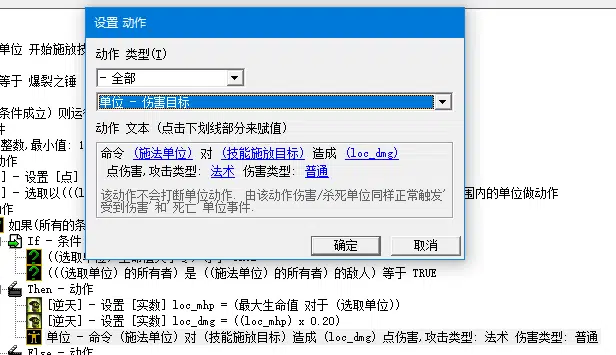 设置 动作
单位 开始施放技
等于 爆裂之锤
条件成立) 则运行
件
整数,最小值: 1
动作
] - 设置 [点]
] - 选取以(((l
围内的单位做动作
动作
动作 类型(T)
- 全部
单位 - 伤害目标
动作 文本 (点击下划线部分来赋值)
命令 (施法单位) 对 (技能施放目标) 造成 (loc_dmg)
点伤害,攻击类型: 法术 伤害类型: 普通
该动作不会打断单位动作. 由该动作伤害/杀死单位同样正常触发'
受到伤害'和'死亡'单位事件.
确定
取消
如果(所有的条
If - 条件
(((选取单位) 的所有者) 是 ((施法单位) 的所有者) 的敌人) 等于 TRUE
Then - 动作
[逆天] - 设置 [实数] loc_mhp = (最大生命值 对于 (选取单位))
[逆天] - 设置 [实数] loc_dmg = ((loc_mhp) x 0.20)
单位 - 命令 (施法单位) 对 (技能施放目标) 造成 (loc_dmg) 点伤害,攻击类型: 法术 伤害类型: 普通
Else - 动作